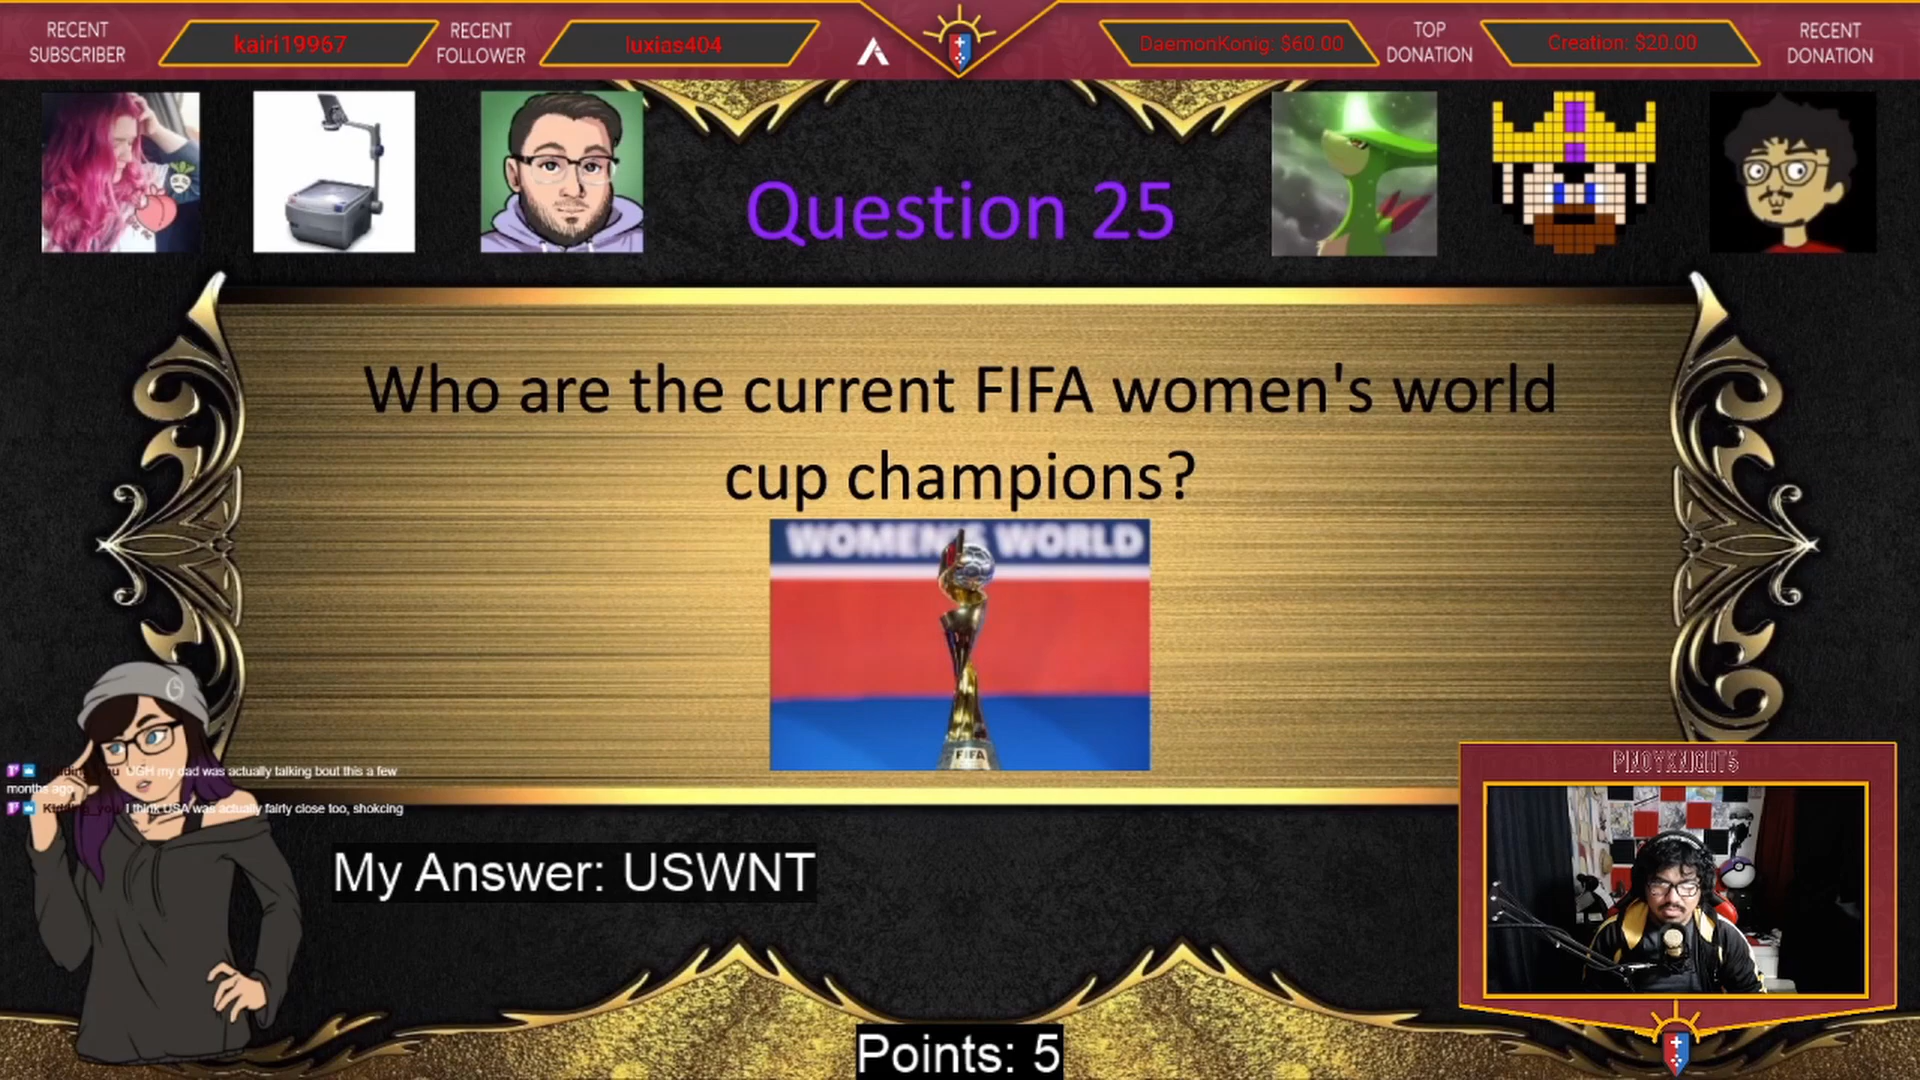 RECENT
SUBSCRIBER
kairi19967
RECENT
FOLLOWER
luxias404
DaemonKonig: $60.00
TOP
DONATION
Creation: $20.00
RECENT
DONATION
Question 25
Who are the current FIFA women's world
cup champions?
WOMEN'S WORLD
FIFA
UGH my dad was actually talking bout this a few
months ago
I think USA was actually fairly close too, shokcing
My Answer: USWNT
PINOYKNIGHTS
Points: 5